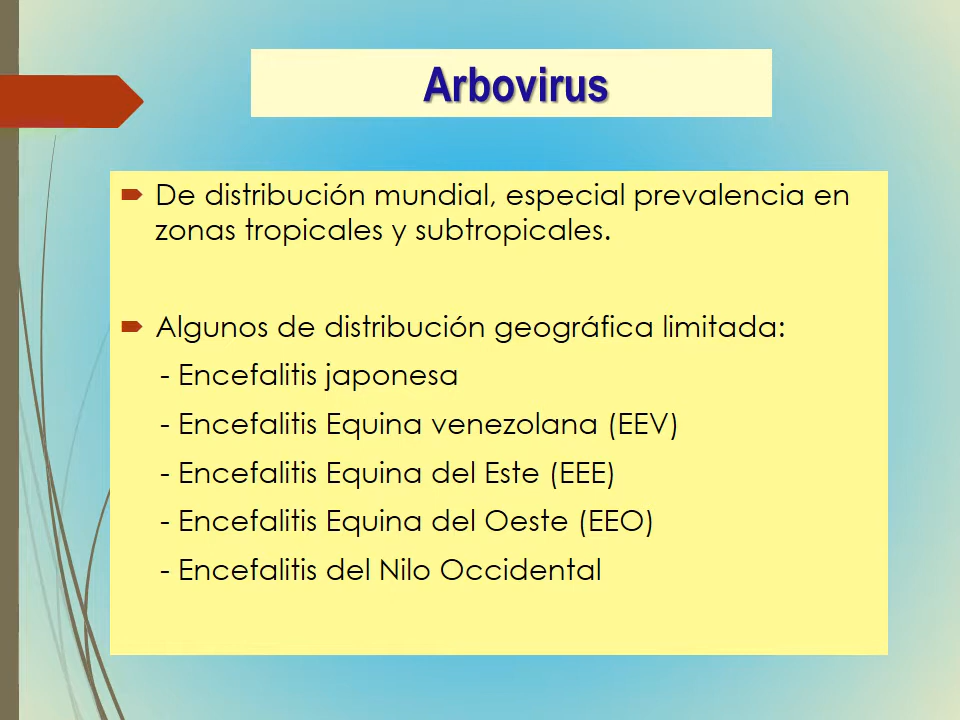 Arbovirus
De distribución mundial, especial prevalencia en
zonas tropicales y subtropicales.
Algunos de distribución geográfica limitada:
- Encefalitis japonesa
- Encefalitis Equina venezolana (EEV)
- Encefalitis Equina del Este (EEE)
- Encefalitis Equina del Oeste (EEO)
- Encefalitis del Nilo Occidental